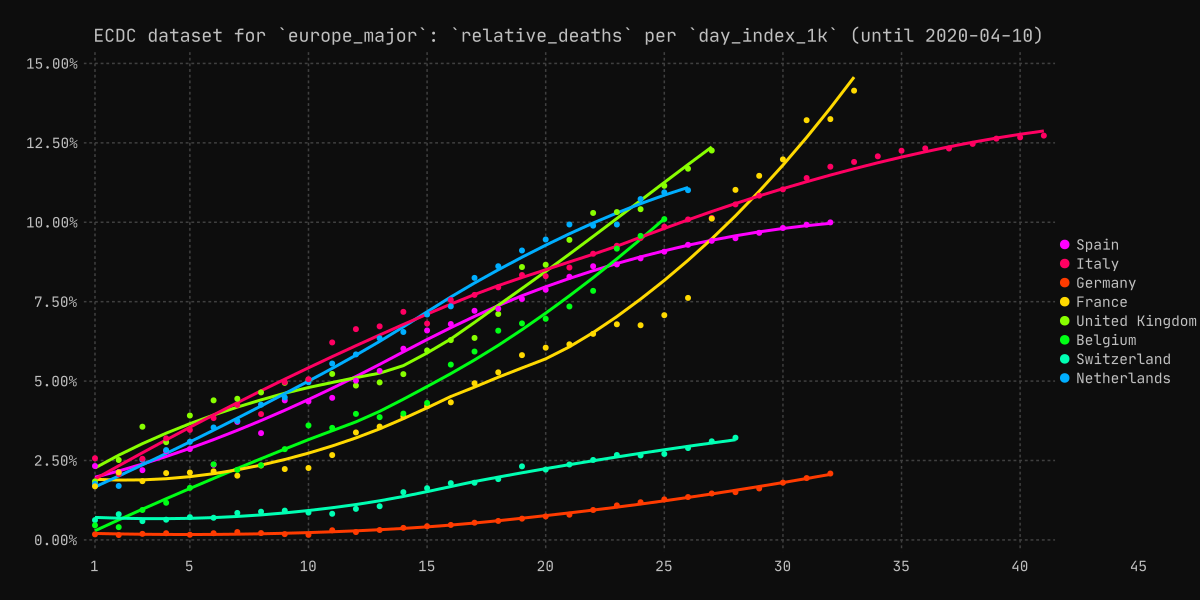 ECDC dataset for `europe_major`: `relative_deaths` per `day_index_1k` (until 2020-04-10)
15.00%
12.50%
10.00%
7.50%
5.00%
2.50%
0.00%
Spain
Italy
Germany
France
United Kingdom
Belgium
Switzerland
Netherlands
1 5 10 15 20 25 30 35 40 45